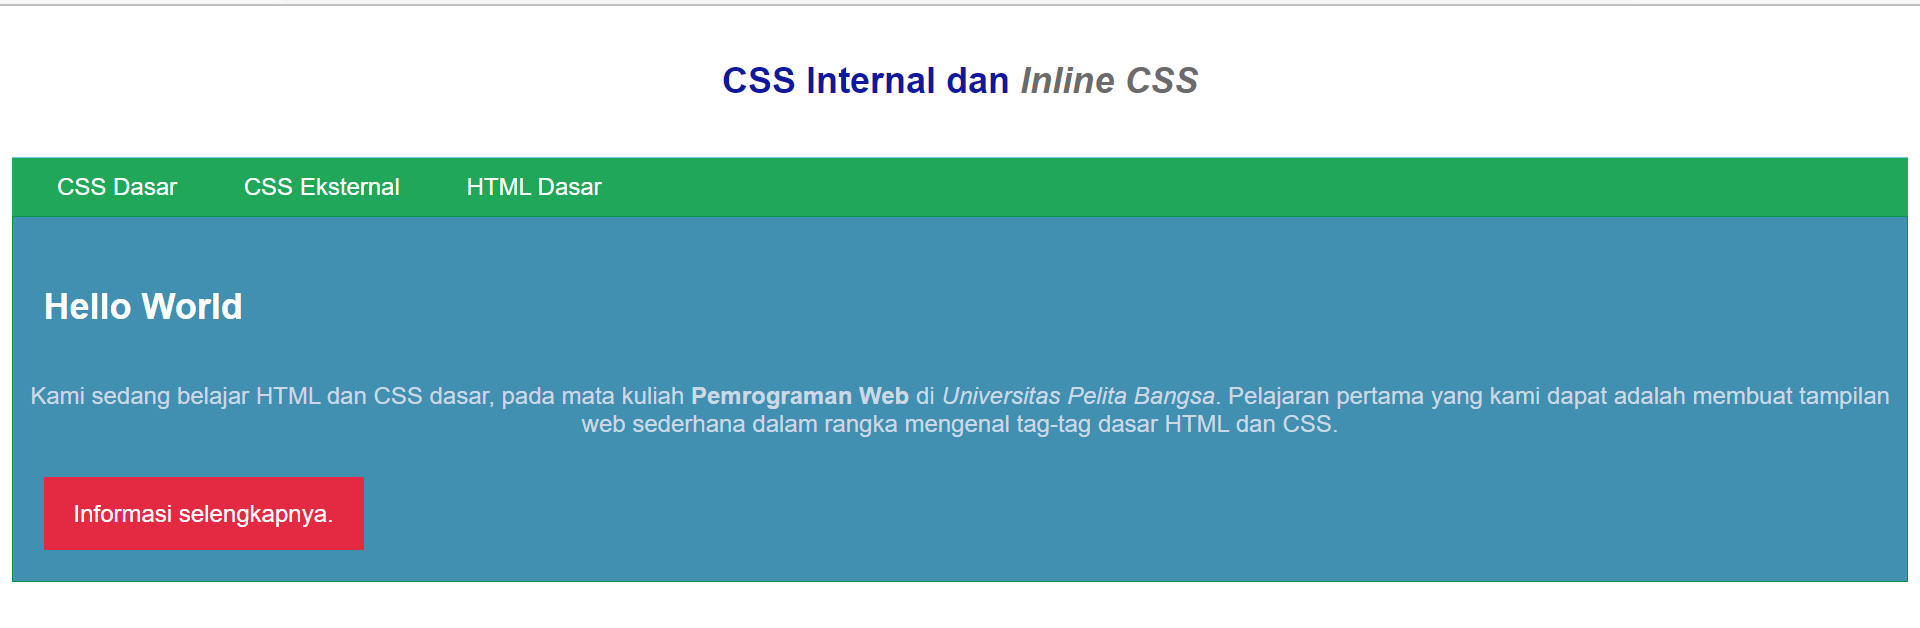 CSS Internal dan Inline CSS
CSS Dasar CSS Eksternal HTML Dasar
Hello World
Kami sedang belajar HTML dan CSS dasar, pada mata kuliah Pemrograman Web di Universitas Pelita Bangsa. Pelajaran pertama yang kami dapat adalah membuat tampilan
web sederhana dalam rangka mengenal tag-tag dasar HTML dan CSS.
Informasi selengkapnya.